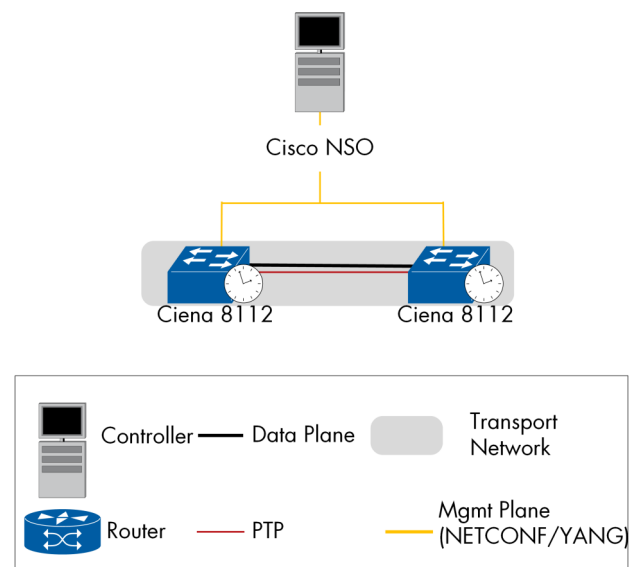 Cisco NSO
Ciena 8112
Ciena 8112
Controller
Data Plane
Transport
Network
Router
PTP
Mgmt Plane
(NETCONF/YANG)